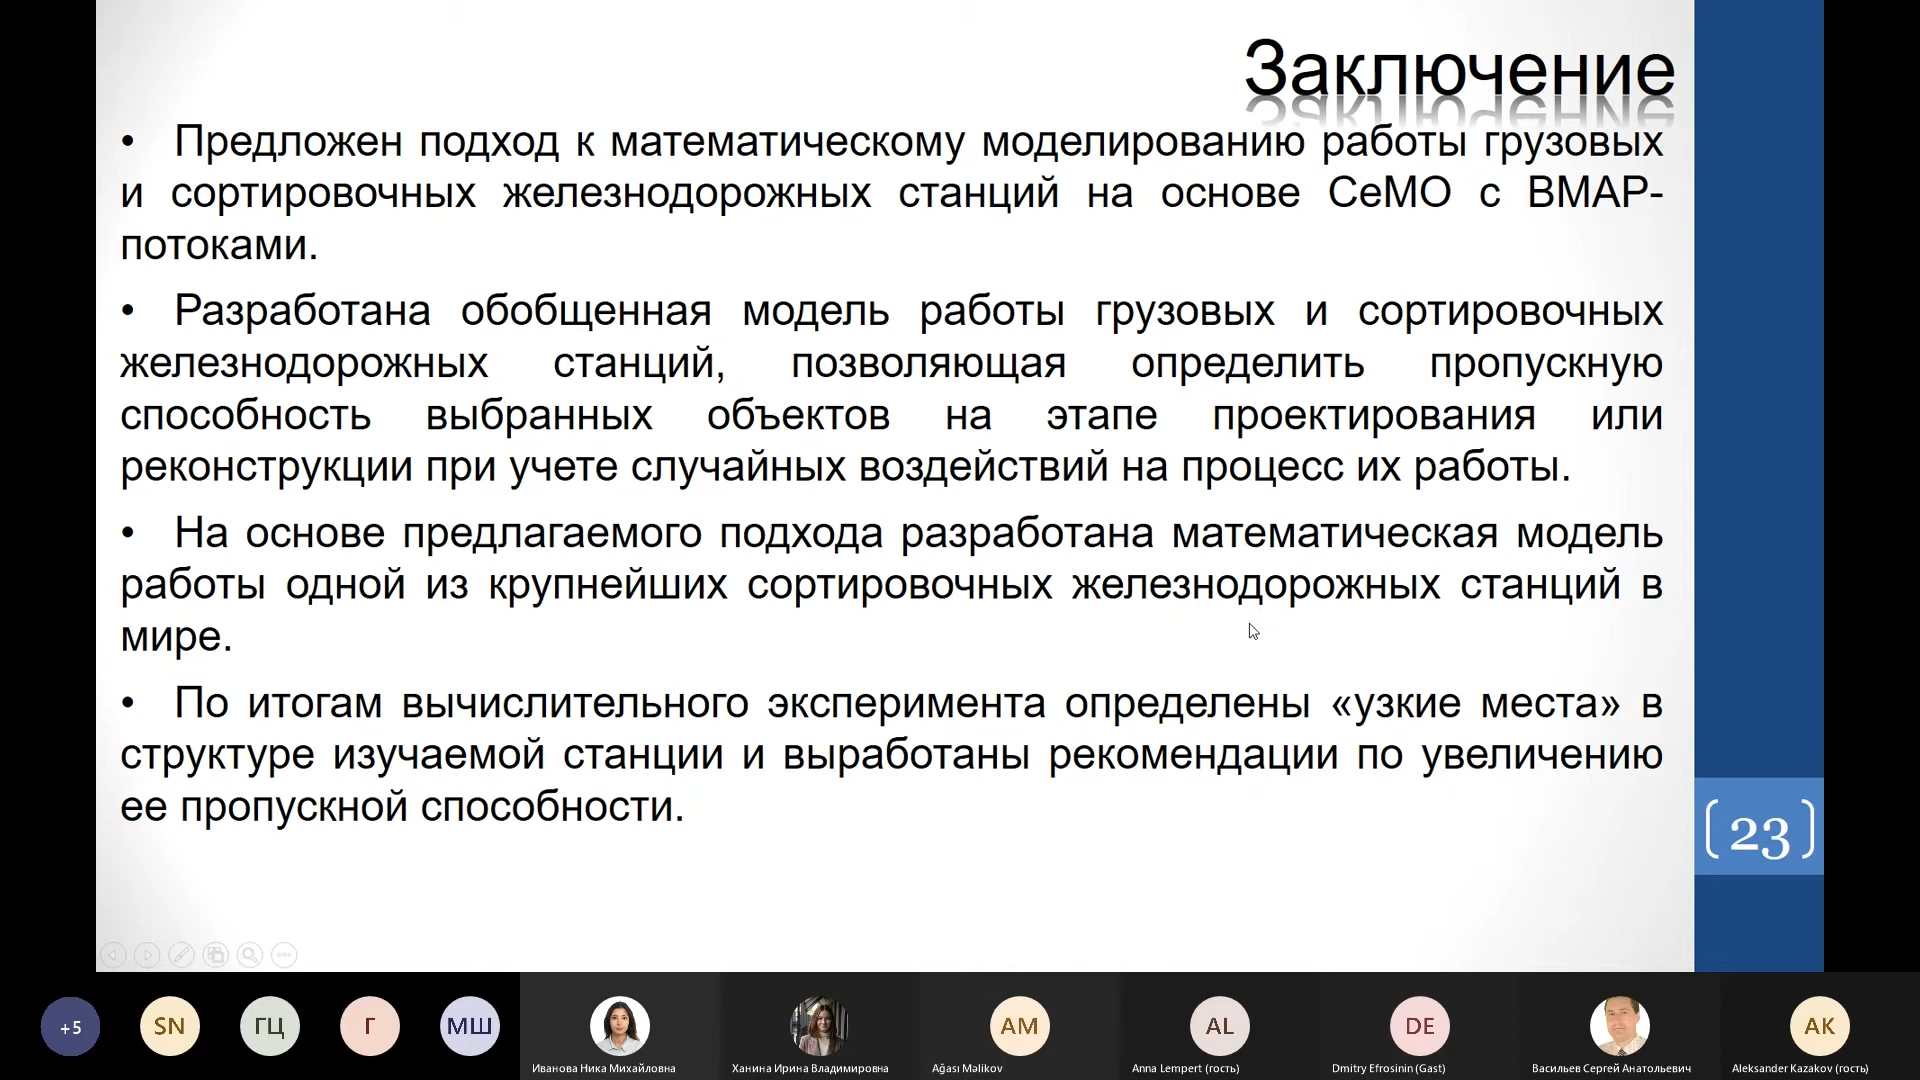 Заключение
• Предложен подход к математическому моделированию работы грузовых
и сортировочных железнодорожных станций на основе СеМО с BMAP-
потоками.
• Разработана обобщенная модель работы грузовых и сортировочных
железнодорожных станций, позволяющая определить пропускную
способность выбранных объектов на этапе проектирования или
реконструкции при учете случайных воздействий на процесс их работы.
• На основе предлагаемого подхода разработана математическая модель
работы одной из крупнейших сортировочных железнодорожных станций в
мире.
• По итогам вычислительного эксперимента определены «узкие места» в
структуре изучаемой станции и выработаны рекомендации по увеличению
ее пропускной способности.
23
+5
SN
ГЦ
Г
МШ
AM
AL
DE
AK
Иванова Ника Михайловна
Ханина Ирина Владимировна
Ağası Məlikov
Anna Lempert (гость)
Dmitry Efrosinin (Gast)
Васильев Сергей Анатольевич
Aleksander Kazakov (гость)